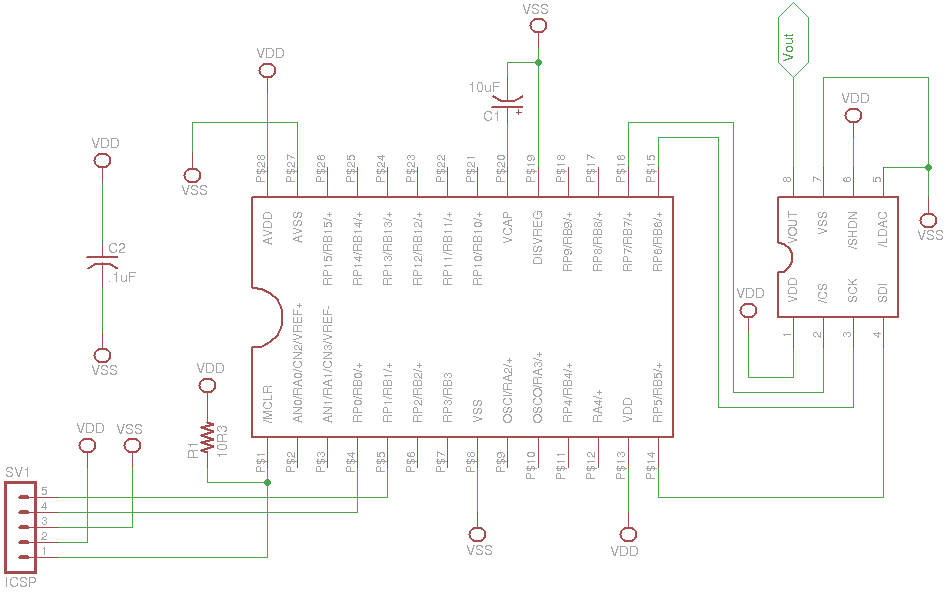 VSS
VDD
10uF
C1
+
Vout
VDD
VDD
VSS
P$28
P$27
P$26
P$25
P$24
P$23
P$22
P$21
P$20
P$19
P$18
P$17
P$16
P$15
8
7
6
5
VSS
AVDD
AVSS
RP15/RB15/+
RP14/RB14/+
RP13/RB13/+
RP12/RB12/+
RP11/RB11/+
RP10/RB10/+
VCAP
DISVREG
RP9/RB9/+
RP8/RB8/+
RP7/RB7/+
RP6/RB6/+
VOUT
VSS
/SHDN
/LDAC
C2
.1uF
VDD
VDD
/CS
SCK
SDI
1
2
3
4
VSS
VDD
/MCLR
AN0/RA0/CN2/VREF+
AN1/RA1/CN3/VREF-
RP0/RB0/+
RP1/RB1/+
RP2/RB2/+
RP3/RB3
VSS
OSCI/RA2/+
OSCO/RA3/+
RP4/RB4/+
RA4/+
VDD
RP5/RB5/+
R1
10R3
VDD
VSS
P$1
P$2
P$3
P$4
P$5
P$6
P$7
P$8
P$9
P$10
P$11
P$12
P$13
P$14
SV1
5
4
3
2
1
ICSP
VSS
VDD